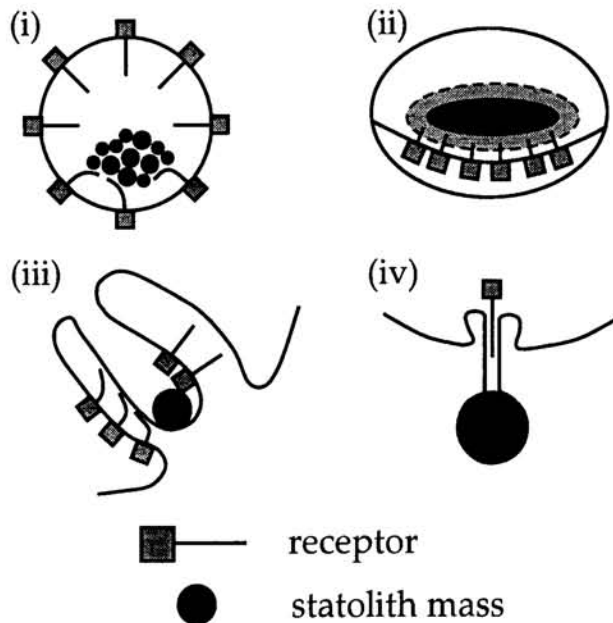 (i)
(ii)
(iii)
(iv)
receptor
statolith mass